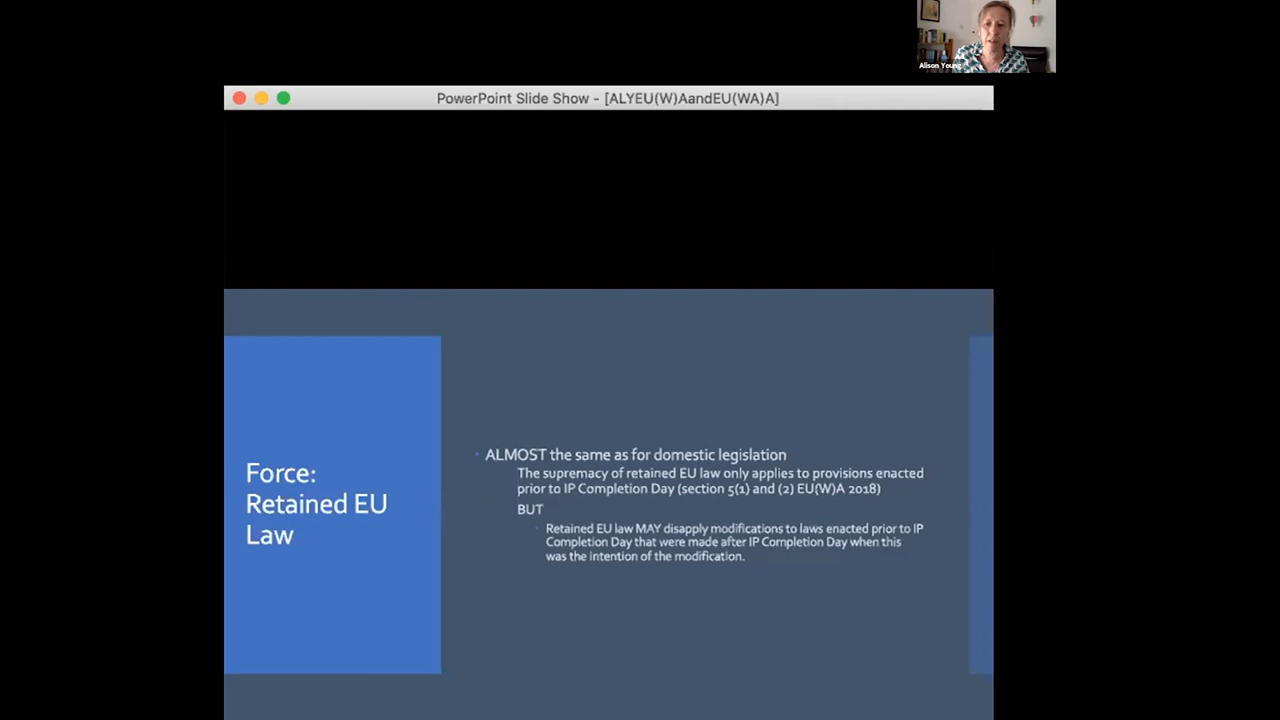 Alison Young
PowerPoint Slide Show - [ALYEU(W)AandEU(WA)A]
Force:
Retained EU
Law
ALMOST the same as for domestic legislation
The supremacy of retained EU law only applies to provisions enacted
prior to IP Completion Day (section 5(1) and (2) EU(W)A 2018)
BUT
Retained EU law MAY disapply modifications to laws enacted prior to IP
Completion Day that were made after IP Completion Day when this
was the intention of the modification.